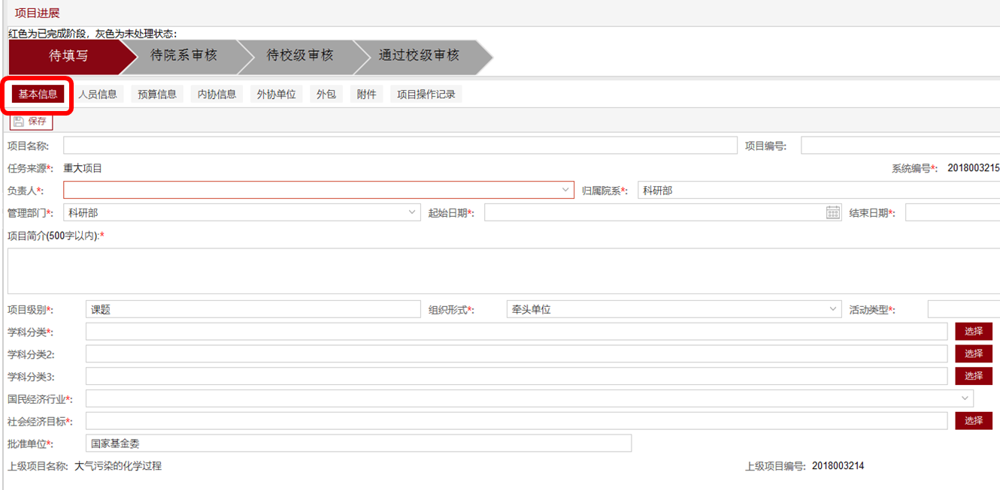 项目进展
红色为已完成阶段，灰色为未处理状态：
待填写 待院系审核 待校级审核 通过校级审核
基本信息 人员信息 预算信息 内协信息 外协单位 外包 附件 项目操作记录
保存
项目名称: 项目编号:
任务来源*: 重大项目 系统编号*: 2018003215
负责人*: 归属院系*: 科研部
管理部门*: 科研部 起始日期*: 结束日期*:
项目简介(500字以内):*
项目级别*: 课题 组织形式*: 牵头单位 活动类型*:
学科分类*: 选择
学科分类2: 选择
学科分类3: 选择
国民经济行业*:
社会经济目标*: 选择
批准单位*: 国家基金委
上级项目名称: 大气污染的化学过程 上级项目编号: 2018003214